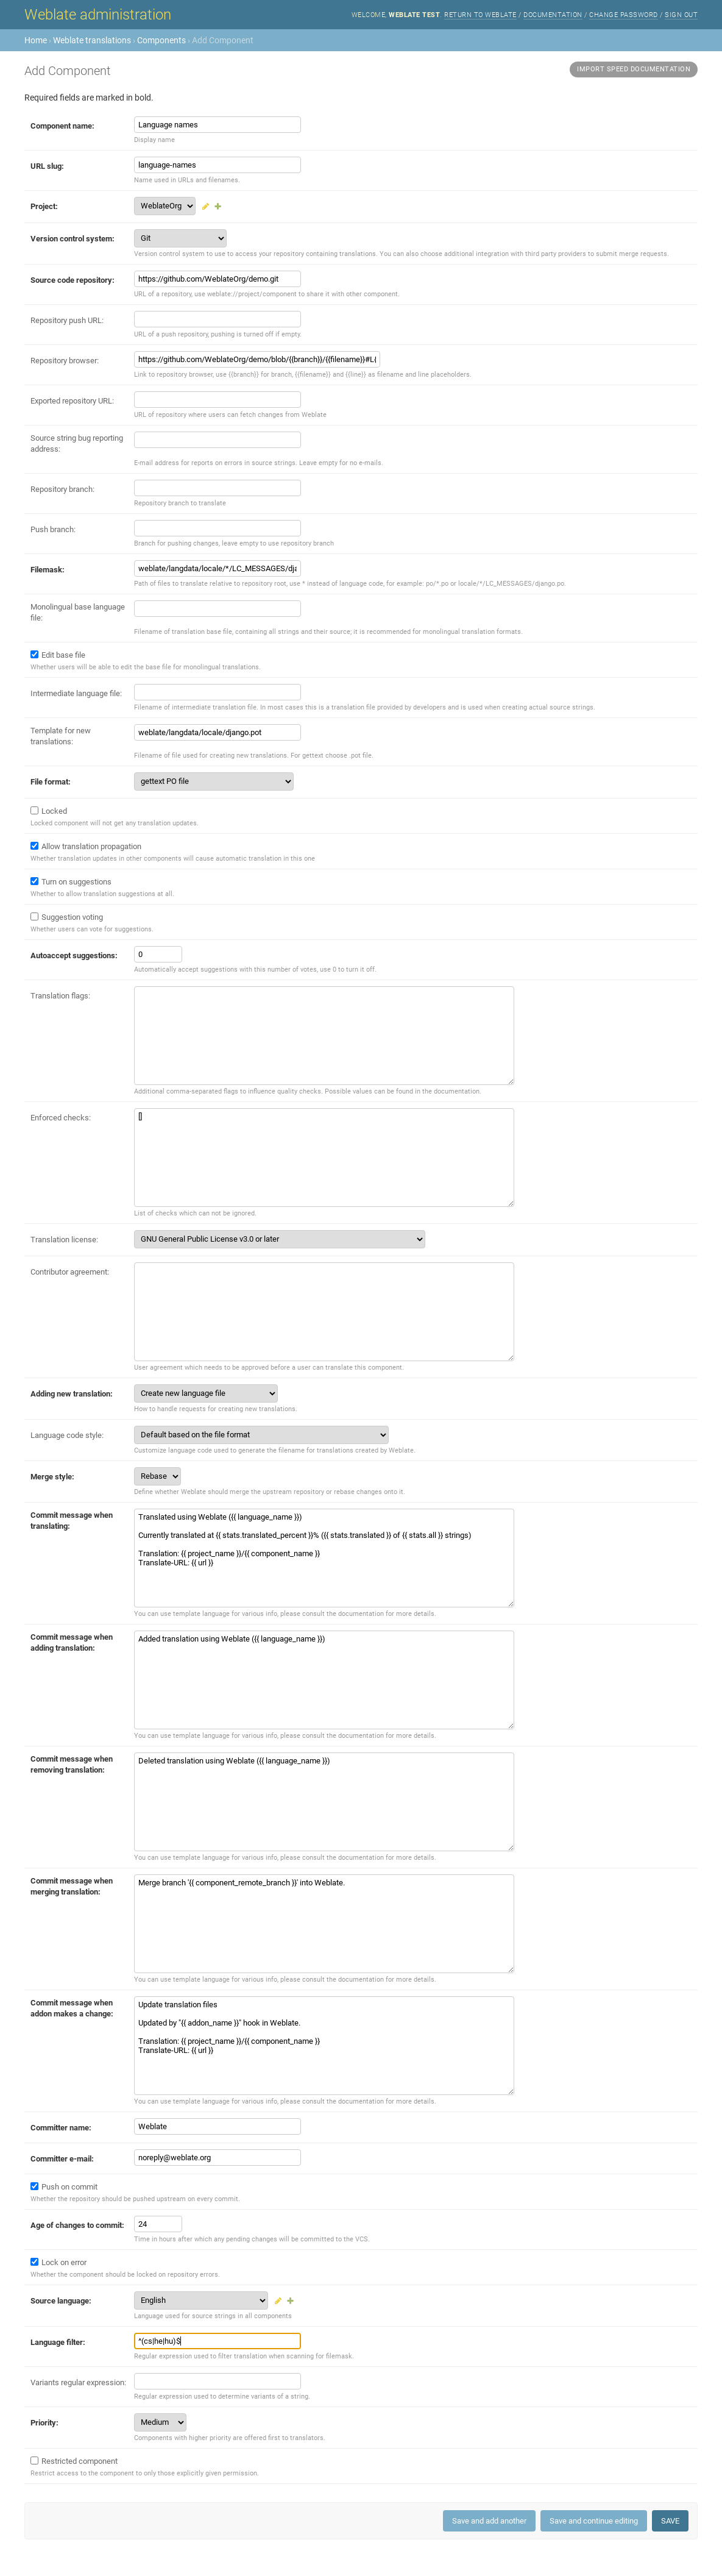 Weblate administration
WELCOME, WEBLATE TEST. RETURN TO WEBLATE / DOCUMENTATION / CHANGE PASSWORD / SIGN OUT
Home › Weblate translations › Components › Add Component
Add Component
IMPORT SPEED DOCUMENTATION
Required fields are marked in bold.
Component name: Language names
Display name
URL slug: language-names
Name used in URLs and filenames.
Project: WeblateOrg
Version control system: Git
Version control system to use to access your repository containing translations. You can also choose additional integration with third party providers to submit merge requests.
Source code repository: https://github.com/WeblateOrg/demo.git
URL of a repository, use weblate://project/component to share it with other component.
Repository push URL:
URL of a push repository, pushing is turned off if empty.
Repository browser: https://github.com/WeblateOrg/demo/blob/{{branch}}/{{filename}}#L{
Link to repository browser, use {{branch}} for branch, {{filename}} and {{line}} as filename and line placeholders.
Exported repository URL:
URL of repository where users can fetch changes from Weblate
Source string bug reporting
address:
E-mail address for reports on errors in source strings. Leave empty for no e-mails.
Repository branch:
Repository branch to translate
Push branch:
Branch for pushing changes, leave empty to use repository branch
Filemask: weblate/langdata/locale/*/LC_MESSAGES/dja
Path of files to translate relative to repository root, use * instead of language code, for example: po/*.po or locale/*/LC_MESSAGES/django.po.
Monolingual base language
file:
Filename of translation base file, containing all strings and their source; it is recommended for monolingual translation formats.
Edit base file
Whether users will be able to edit the base file for monolingual translations.
Intermediate language file:
Filename of intermediate translation file. In most cases this is a translation file provided by developers and is used when creating actual source strings.
Template for new
translations:
weblate/langdata/locale/django.pot
Filename of file used for creating new translations. For gettext choose .pot file.
File format: gettext PO file
Locked
Locked component will not get any translation updates.
Allow translation propagation
Whether translation updates in other components will cause automatic translation in this one
Turn on suggestions
Whether to allow translation suggestions at all.
Suggestion voting
Whether users can vote for suggestions.
Autoaccept suggestions: 0
Automatically accept suggestions with this number of votes, use 0 to turn it off.
Translation flags:
Additional comma-separated flags to influence quality checks. Possible values can be found in the documentation.
Enforced checks: []
List of checks which can not be ignored.
Translation license: GNU General Public License v3.0 or later
Contributor agreement:
User agreement which needs to be approved before a user can translate this component.
Adding new translation: Create new language file
How to handle requests for creating new translations.
Language code style: Default based on the file format
Customize language code used to generate the filename for translations created by Weblate.
Merge style: Rebase
Define whether Weblate should merge the upstream repository or rebase changes onto it.
Commit message when
translating:
Translated using Weblate ({{ language_name }})
Currently translated at {{ stats.translated_percent }}% ({{ stats.translated }} of {{ stats.all }} strings)
Translation: {{ project_name }}/{{ component_name }}
Translate-URL: {{ url }}
You can use template language for various info, please consult the documentation for more details.
Commit message when
adding translation:
Added translation using Weblate ({{ language_name }})
You can use template language for various info, please consult the documentation for more details.
Commit message when
removing translation:
Deleted translation using Weblate ({{ language_name }})
You can use template language for various info, please consult the documentation for more details.
Commit message when
merging translation:
Merge branch '{{ component_remote_branch }}' into Weblate.
You can use template language for various info, please consult the documentation for more details.
Commit message when
addon makes a change:
Update translation files
Updated by "{{ addon_name }}" hook in Weblate.
Translation: {{ project_name }}/{{ component_name }}
Translate-URL: {{ url }}
You can use template language for various info, please consult the documentation for more details.
Committer name: Weblate
Committer e-mail: noreply@weblate.org
Push on commit
Whether the repository should be pushed upstream on every commit.
Age of changes to commit: 24
Time in hours after which any pending changes will be committed to the VCS.
Lock on error
Whether the component should be locked on repository errors.
Source language: English
Language used for source strings in all components
Language filter: ^(cs|he|hu)$
Regular expression used to filter translation when scanning for filemask.
Variants regular expression:
Regular expression used to determine variants of a string.
Priority: Medium
Components with higher priority are offered first to translators.
Restricted component
Restrict access to the component to only those explicitly given permission.
Save and add another
Save and continue editing
SAVE